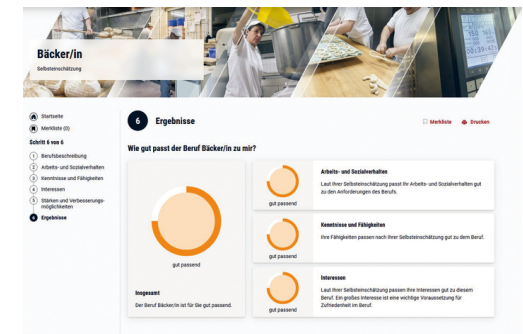 Bäcker/in
Selbsteinschätzung
Startseite
Merkliste (0)
Schritt 6 von 6
1 Berufsbeschreibung
2 Arbeits- und Sozialverhalten
3 Kenntnisse und Fähigkeiten
4 Interessen
5 Stärken und Verbesserungs-
möglichkeiten
6 Ergebnisse
6 Ergebnisse
Merkliste Drucken
Wie gut passt der Beruf Bäcker/in zu mir?
gut passend
Insgesamt
Der Beruf Bäcker/in ist für Sie gut passend.
gut passend
Arbeits- und Sozialverhalten
Laut Ihrer Selbsteinschätzung passt Ihr Arbeits- und Sozialverhalten gut
zu den Anforderungen des Berufs.
gut passend
Kenntnisse und Fähigkeiten
Ihre Fähigkeiten passen nach Ihrer Selbsteinschätzung gut zu dem Beruf.
gut passend
Interessen
Laut Ihrer Selbsteinschätzung passen Ihre Interessen gut zu diesem
Beruf. Ein großes Interesse ist eine wichtige Voraussetzung für
Zufriedenheit im Beruf.